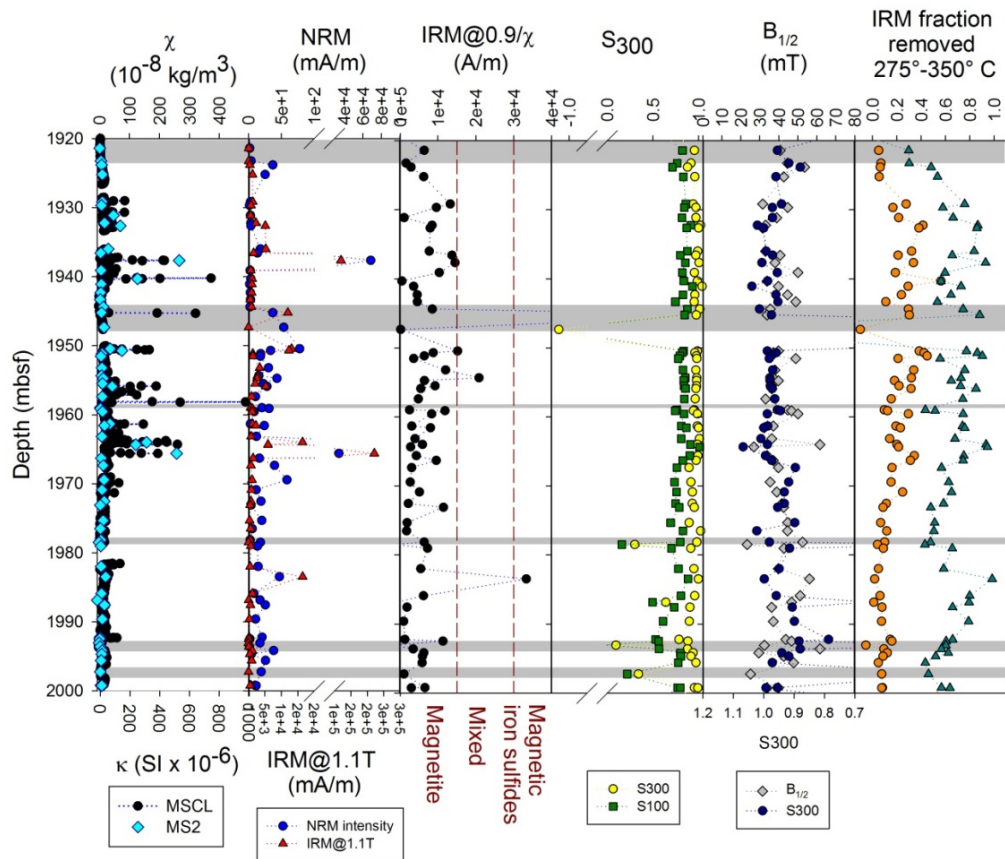 χ
(10-8 kg/m3)
NRM
(mA/m)
IRM@0.9/χ
(A/m)
S300
B1/2
(mT)
IRM fraction
removed
275°-350° C
0 200 400 600
0 5e+1 1e+2 4e+4 6e+4 8e+4
0e+5 1e+4 2e+4 3e+4 4e+4
-1.0 0.0 0.5 1.0
10 20 30 40 50 60 70 80
0.0 0.2 0.4 0.6 0.8 1.0
Depth (mbsf)
1920
1930
1940
1950
1960
1970
1980
1990
2000
0 200 400 600 800 1000
0 5e+3 1e+4 2e+4 2e+4 1e+5 2e+5 3e+5
Magnetite
Mixed
Magnetic
iron sulfides
1.2 1.1 1.0 0.9 0.8 0.7
κ (SI x 10-6)
IRM@1.1T
(mA/m)
S300
MSCL
MS2
NRM intensity
IRM@1.1T
S300
S100
B1/2
S300